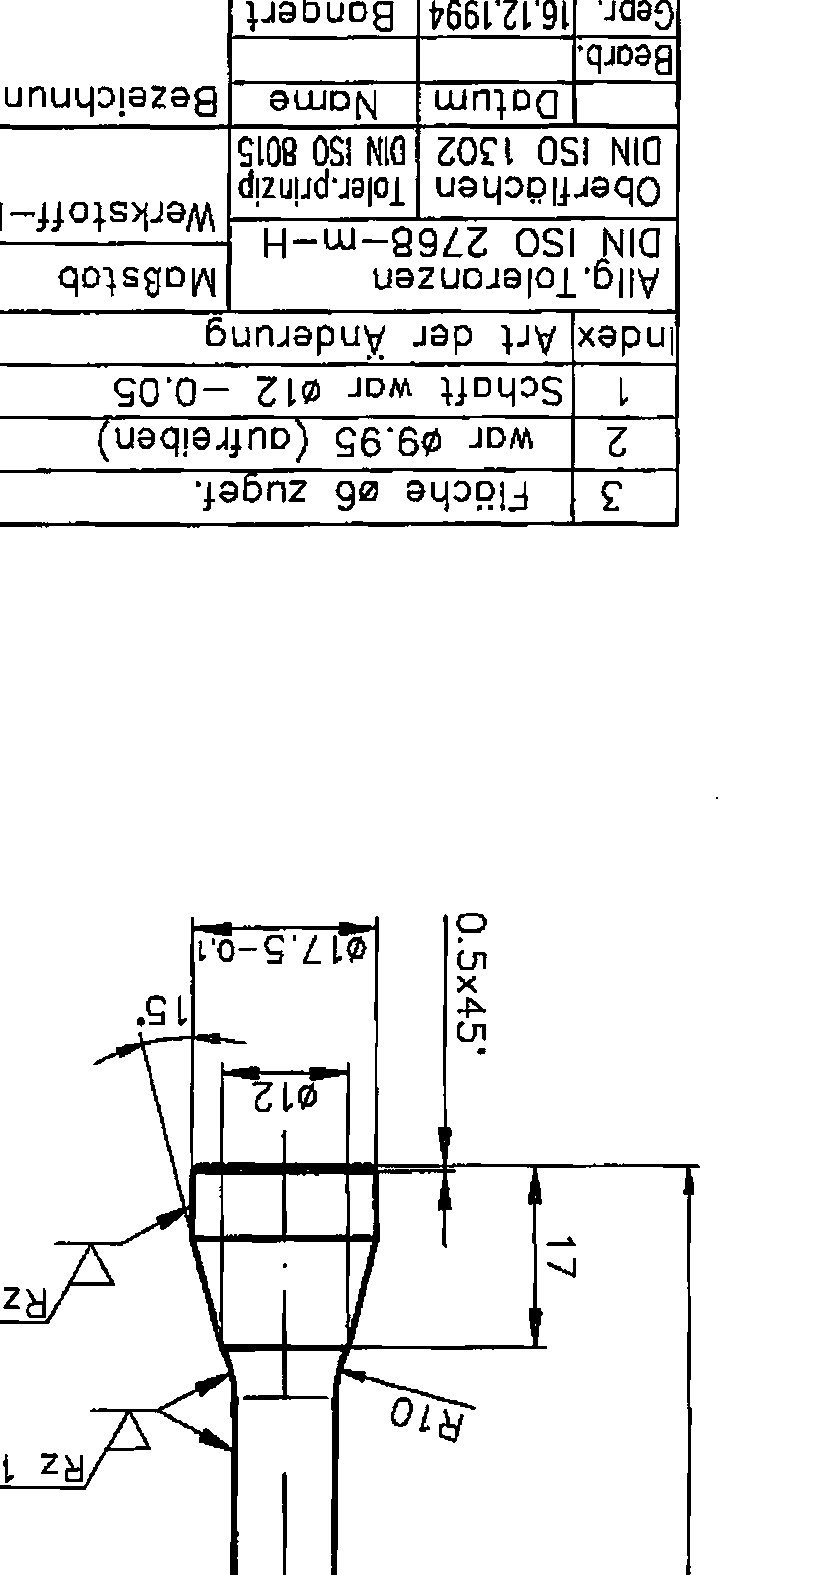 R10
Rz 1
Rz
17
ø12
15°
0.5x45°
ø17.5-0.1
3 Fläche ø6 zugef.
2 war ø9.95 (aufreiben)
1 Schaft war ø12 -0.05
Index Art der Änderung
Allg.Toleranzen
DIN ISO 2768-m-H
Maßstab
Oberflächen
DIN ISO 1302
Toler.prinzip
DIN ISO 8015
Werkstoff-
Datum Name Bezeichnun
Bearb.
Gepr. 16.12.1994 Bangert